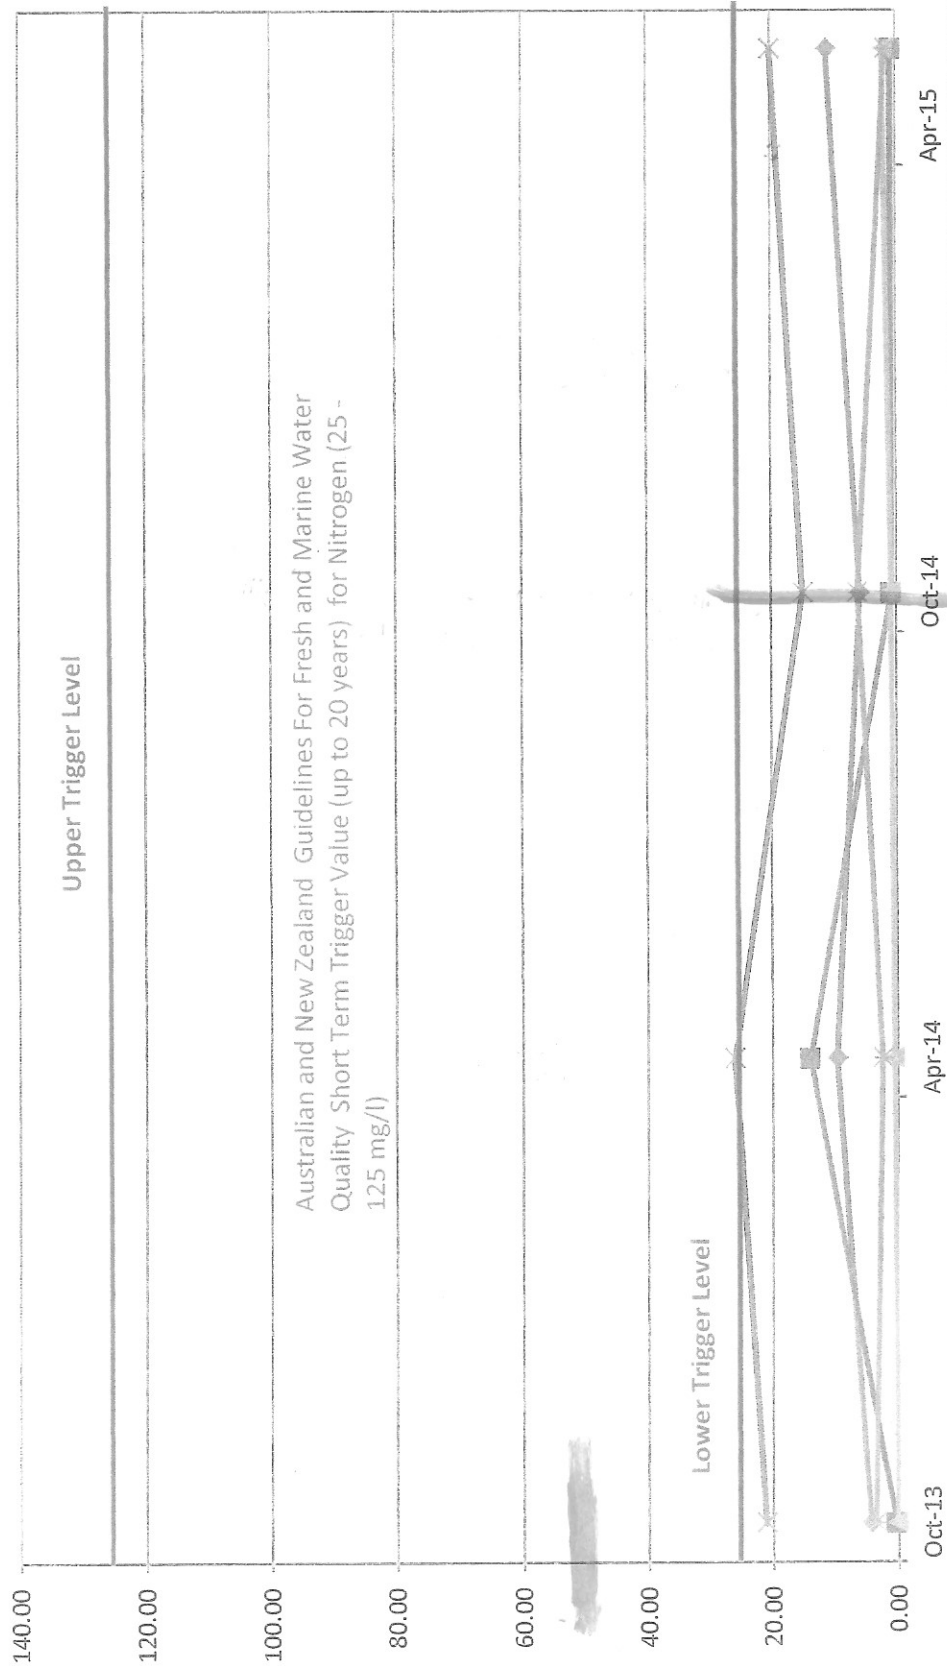 140.00
120.00
100.00
80.00
60.00
40.00
20.00
0.00
Upper Trigger Level
Australian and New Zealand Guidelines For Fresh and Marine Water
Quality Short Term Trigger Value (up to 20 years) for Nitrogen (25 -
125 mg/l)
Lower Trigger Level
Oct-13
Apr-14
Oct-14
Apr-15